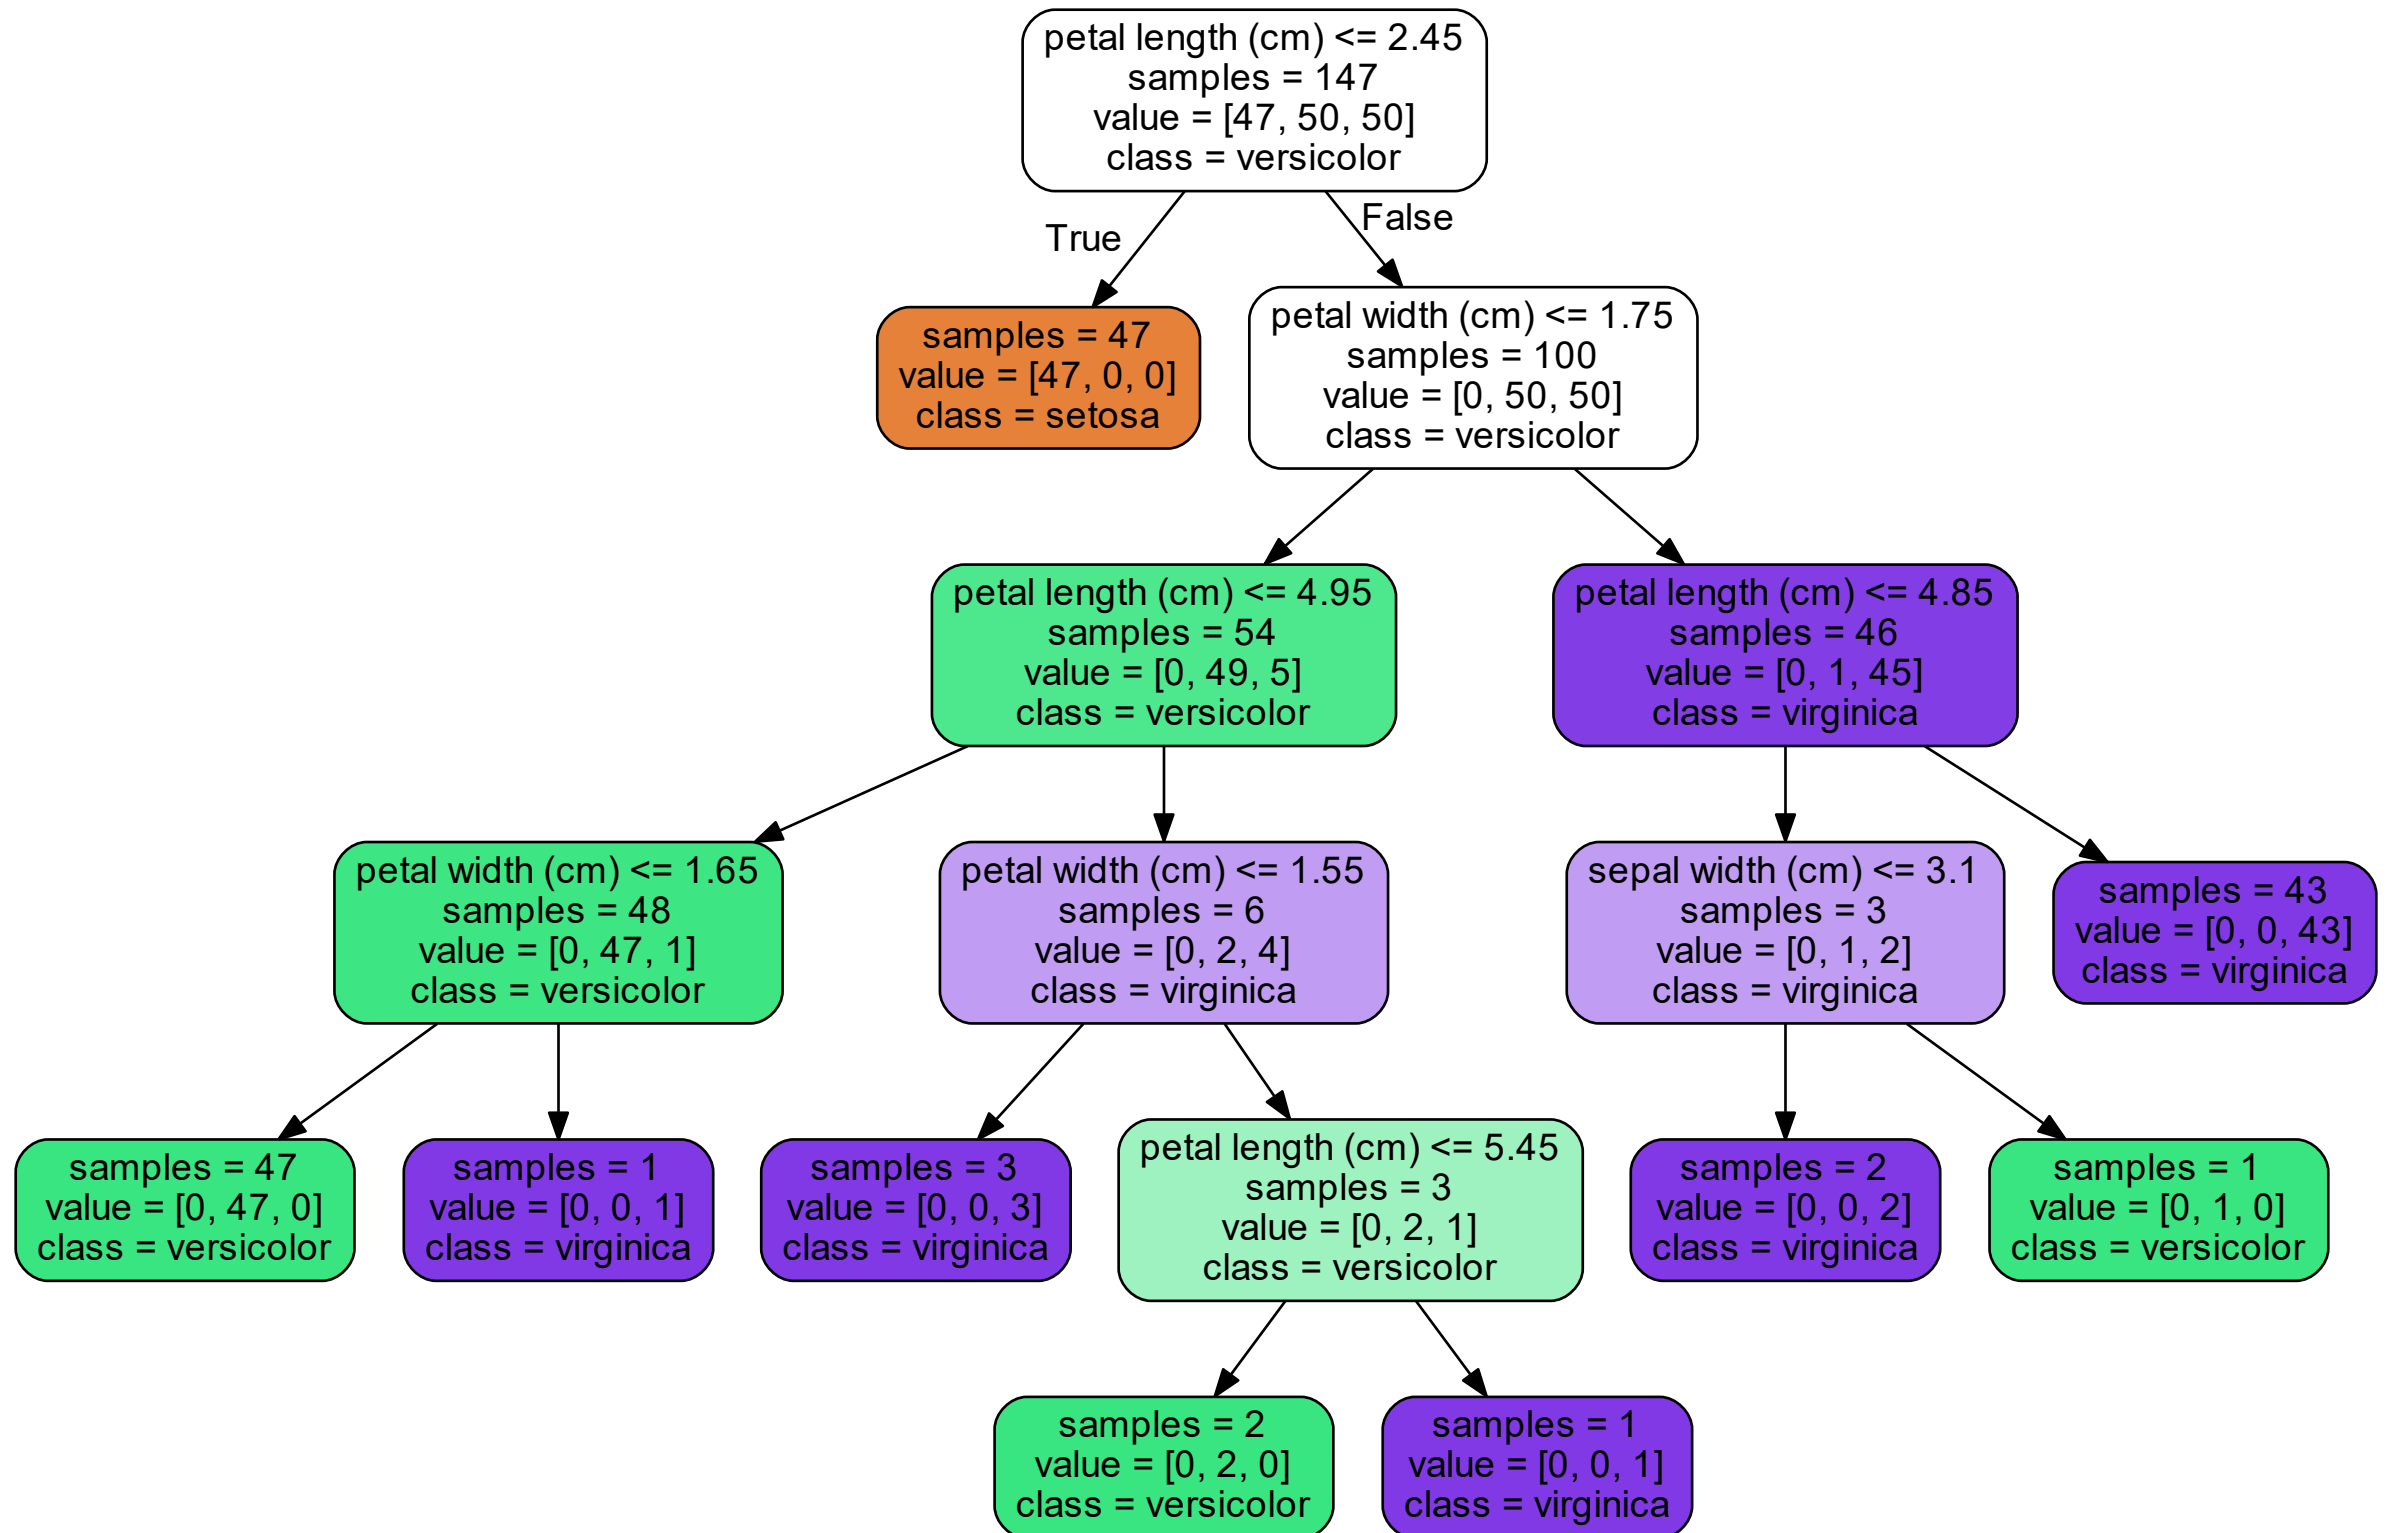 petal length (cm) <= 2.45
samples = 147
value = [47, 50, 50]
class = versicolor
True
False
samples = 47
value = [47, 0, 0]
class = setosa
petal width (cm) <= 1.75
samples = 100
value = [0, 50, 50]
class = versicolor
petal length (cm) <= 4.95
samples = 54
value = [0, 49, 5]
class = versicolor
petal length (cm) <= 4.85
samples = 46
value = [0, 1, 45]
class = virginica
petal width (cm) <= 1.65
samples = 48
value = [0, 47, 1]
class = versicolor
petal width (cm) <= 1.55
samples = 6
value = [0, 2, 4]
class = virginica
sepal width (cm) <= 3.1
samples = 3
value = [0, 1, 2]
class = virginica
samples = 43
value = [0, 0, 43]
class = virginica
samples = 47
value = [0, 47, 0]
class = versicolor
samples = 1
value = [0, 0, 1]
class = virginica
samples = 3
value = [0, 0, 3]
class = virginica
petal length (cm) <= 5.45
samples = 3
value = [0, 2, 1]
class = versicolor
samples = 2
value = [0, 0, 2]
class = virginica
samples = 1
value = [0, 1, 0]
class = versicolor
samples = 2
value = [0, 2, 0]
class = versicolor
samples = 1
value = [0, 0, 1]
class = virginica